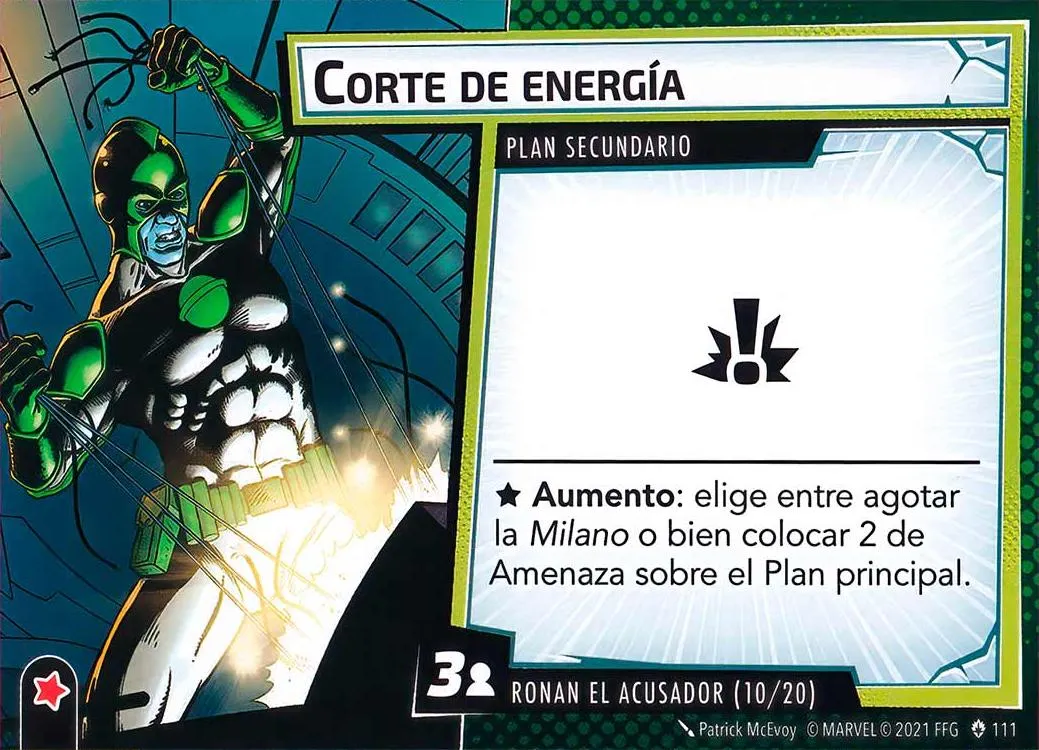 CORTE DE ENERGÍA
PLAN SECUNDARIO
★ Aumento: elige entre agotar
la Milano o bien colocar 2 de
Amenaza sobre el Plan principal.
3
RONAN EL ACUSADOR (10/20)
Patrick McEvoy © MARVEL © 2021 FFG 111